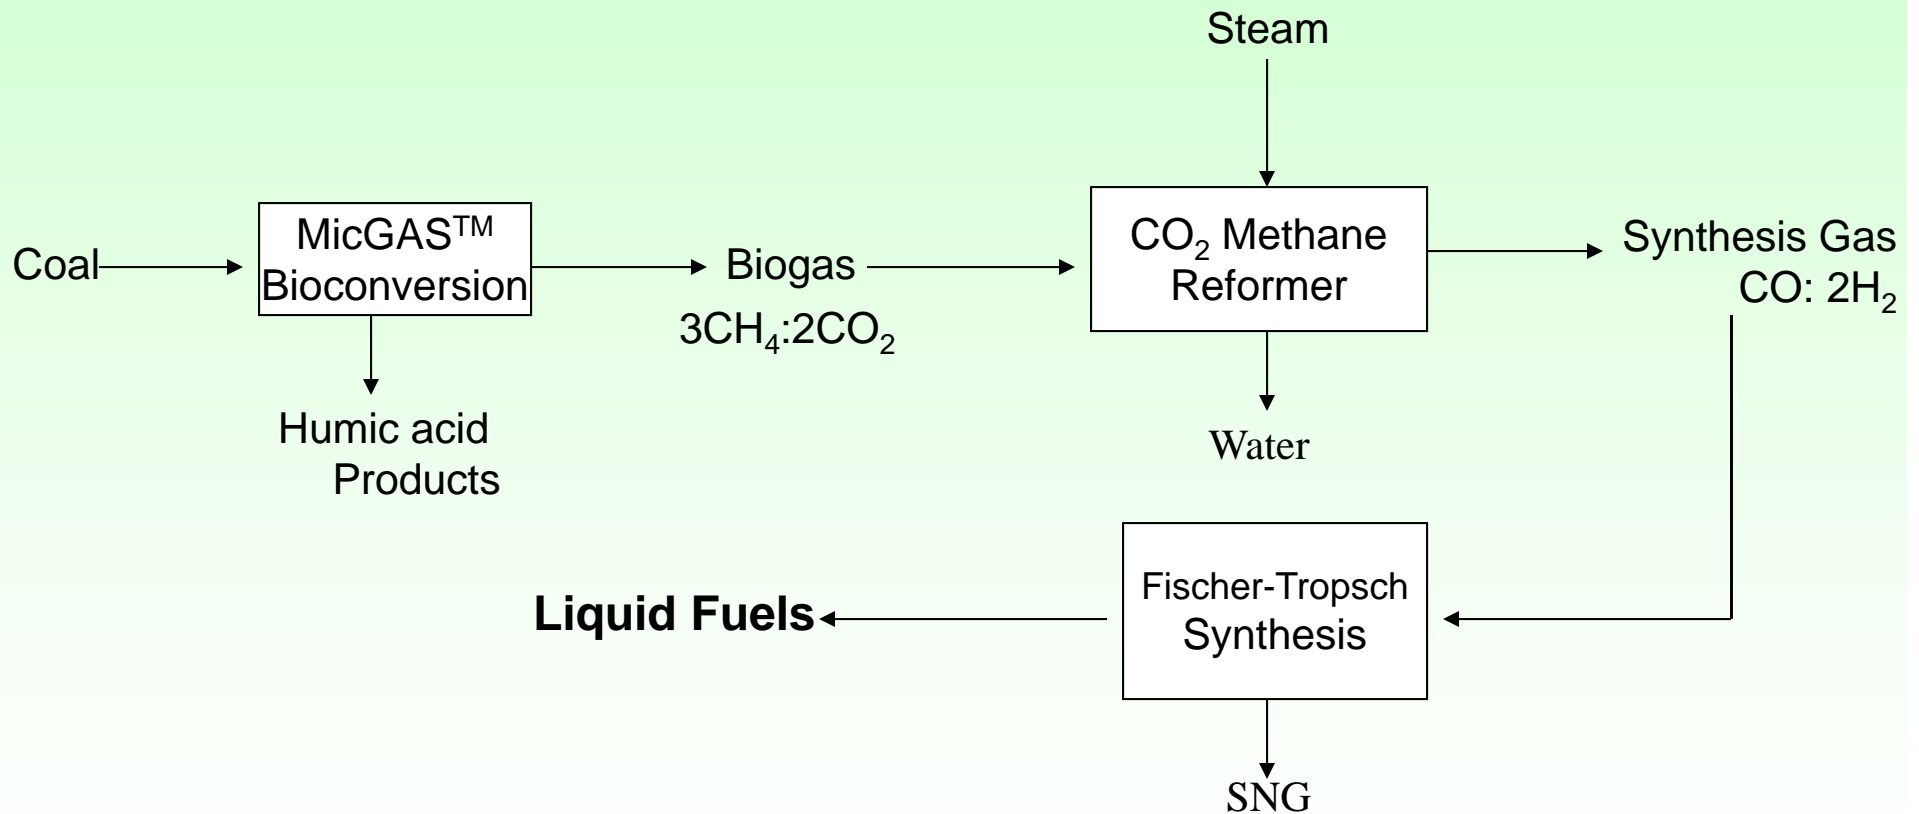 Steam
Coal
MicGAS™
Bioconversion
Biogas
3CH₄:2CO₂
CO₂ Methane
Reformer
Synthesis Gas
CO: 2H₂
Humic acid
Products
Water
Liquid Fuels
Fischer-Tropsch
Synthesis
SNG